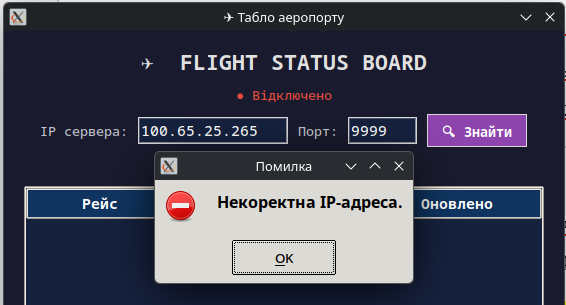 ✈ Табло аеропорту
✈ FLIGHT STATUS BOARD
● Відключено
IP сервера: 100.65.25.265 Порт: 9999 🔍 Знайти
Помилка
Рейс Оновлено
Некоректна IP-адреса.
OK